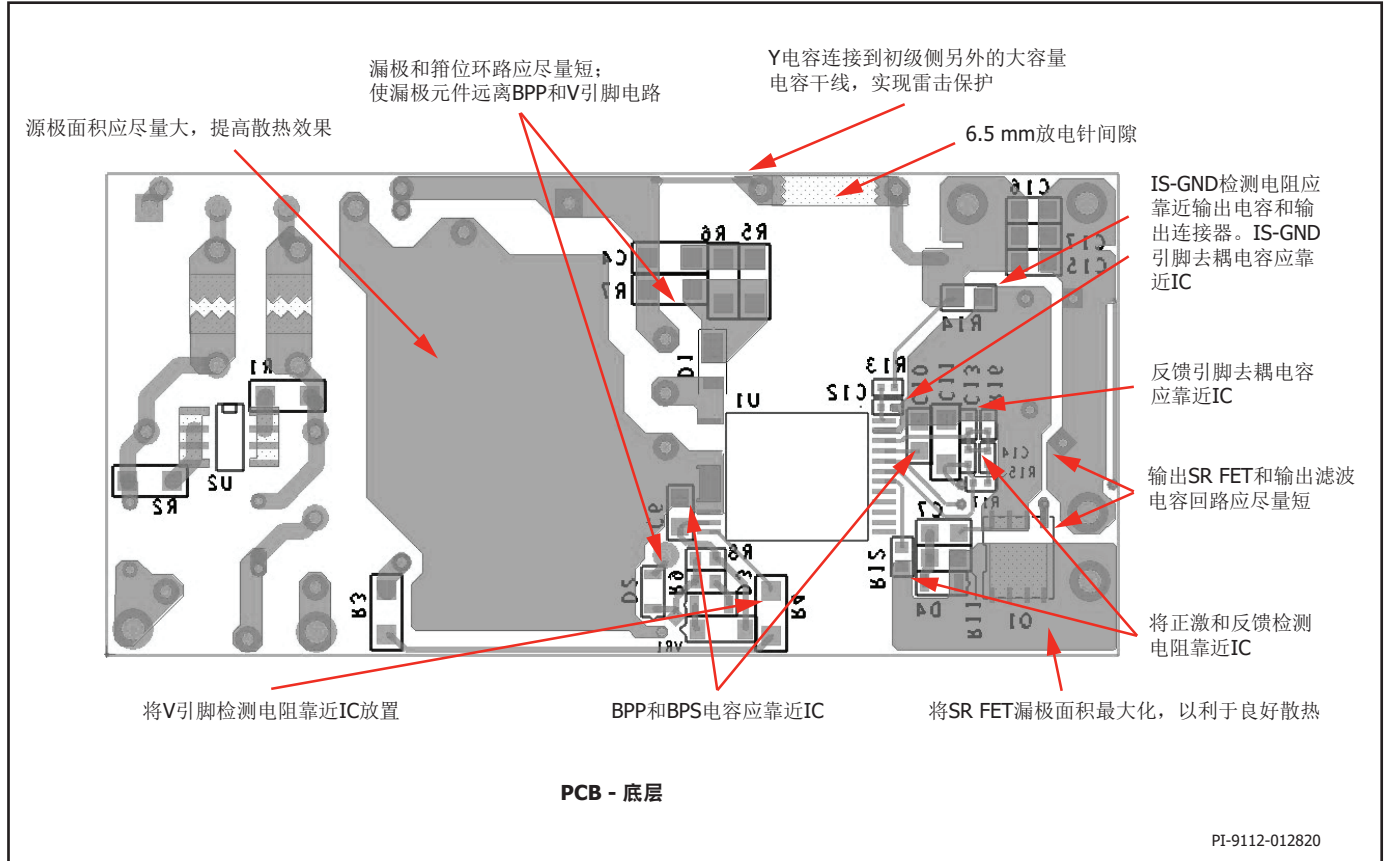 漏极和箝位环路应尽量短;
使漏极元件远离BPP和V引脚电路
Y电容连接到初级侧另外的大容量
电容干线，实现雷击保护
源极面积应尽量大，提高散热效果
6.5 mm放电针间隙
IS-GND检测电阻应
靠近输出电容和输
出连接器。IS-GND
引脚去耦电容应靠
近IC
反馈引脚去耦电容
应靠近IC
输出SR FET和输出滤波
电容回路应尽量短
将正激和反馈检测
电阻靠近IC
C16
C17
C15
R6
R5
C4
R7
R14
D1
R13
C12
C10
C11
C13
R16
U1
R1
C14
R15
R17
U2
R2
C6
C7
R8
R12
D2
R9
D3
R3
R4
D4
R11
Q1
VR1
将V引脚检测电阻靠近IC放置
BPP和BPS电容应靠近IC
将SR FET漏极面积最大化，以利于良好散热
PCB - 底层
PI-9112-012820